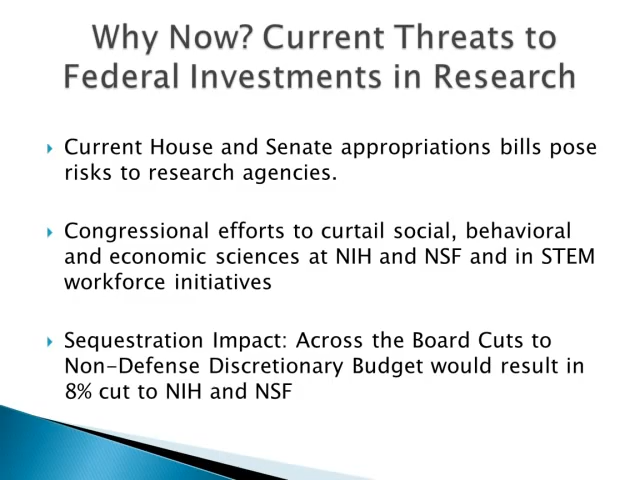 Why Now? Current Threats to
Federal Investments in Research
Current House and Senate appropriations bills pose
risks to research agencies.
Congressional efforts to curtail social, behavioral
and economic sciences at NIH and NSF and in STEM
workforce initiatives
Sequestration Impact: Across the Board Cuts to
Non-Defense Discretionary Budget would result in
8% cut to NIH and NSF